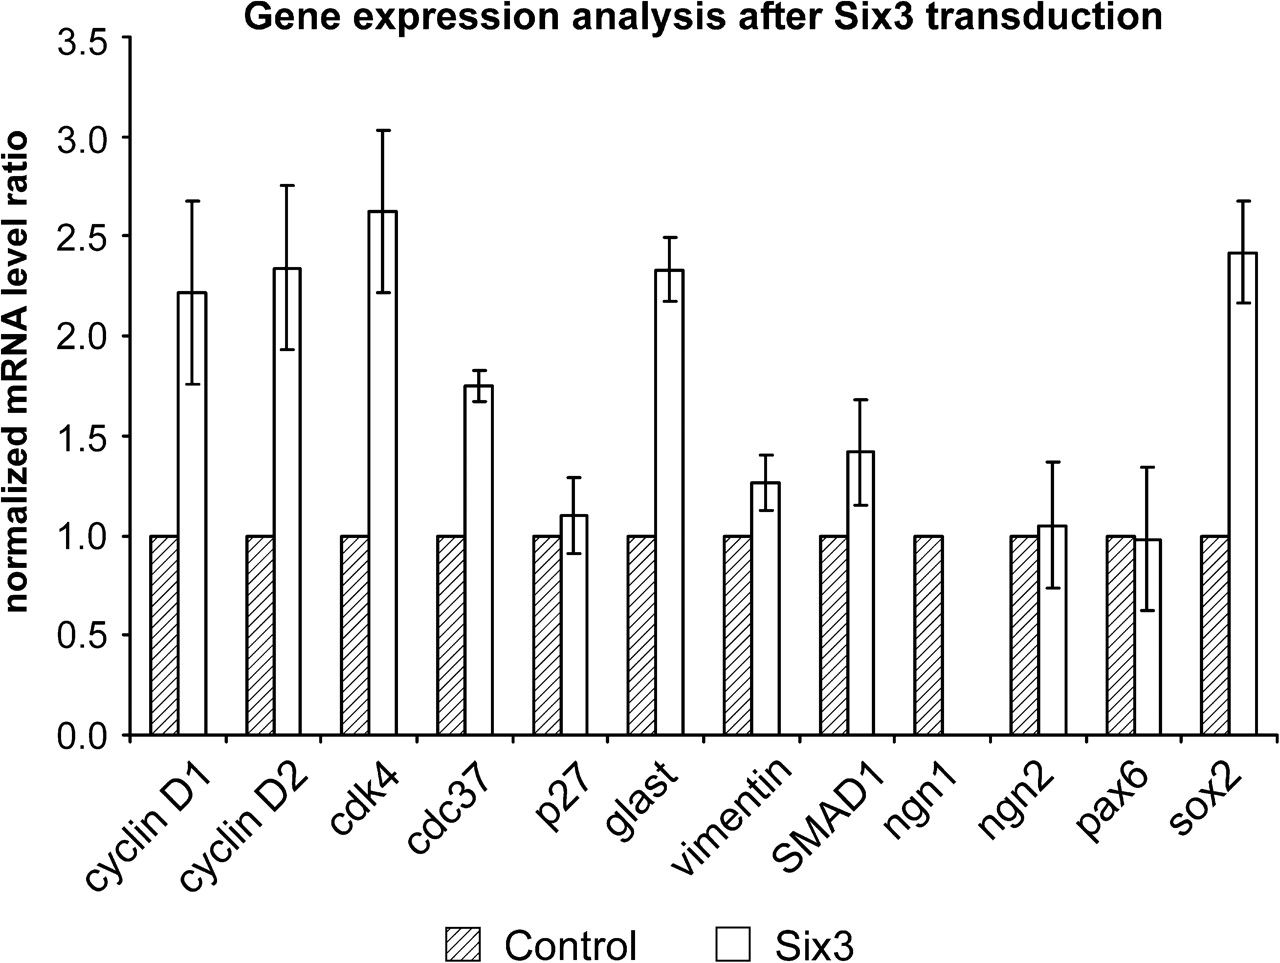 Gene expression analysis after Six3 transduction
normalized mRNA level ratio
3.5
3.0
2.5
2.0
1.5
1.0
0.5
0.0
cyclin D1
cyclin D2
cdk4
cdc37
p27
glast
vimentin
SMAD1
ngn1
ngn2
pax6
sox2
Control
Six3